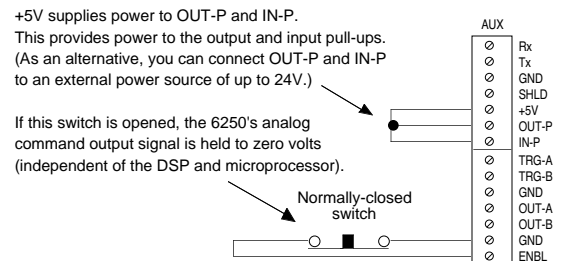 +5V supplies power to OUT-P and IN-P.
This provides power to the output and input pull-ups.
(As an alternative, you can connect OUT-P and IN-P
to an external power source of up to 24V.)
If this switch is opened, the 6250's analog
command output signal is held to zero volts
(independent of the DSP and microprocessor).
Normally-closed
switch
AUX
Rx
Tx
GND
SHLD
+5V
OUT-P
IN-P
TRG-A
TRG-B
GND
OUT-A
OUT-B
GND
ENBL